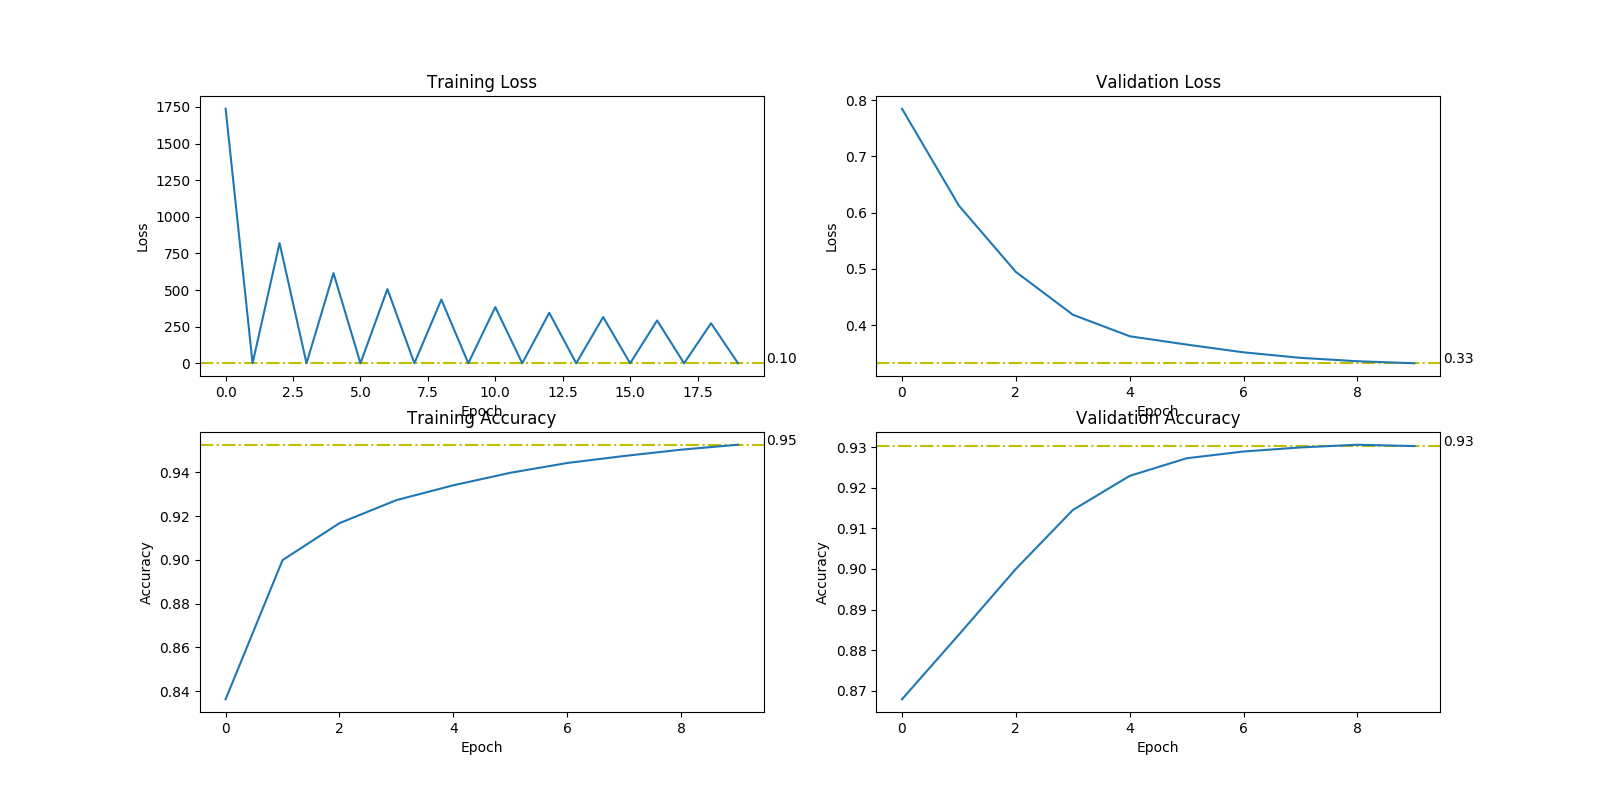 Training Loss
1750
1500
1250
1000
750
500
250
0
Loss
0.10
0.0 2.5 5.0 7.5 10.0 12.5 15.0 17.5
Epoch
Validation Loss
0.8
0.7
0.6
0.5
0.4
Loss
0.33
0 2 4 6 8
Epoch
Training Accuracy
0.95
0.94
0.92
0.90
0.88
0.86
0.84
Accuracy
0 2 4 6 8
Epoch
Validation Accuracy
0.93
0.93
0.92
0.91
0.90
0.89
0.88
0.87
Accuracy
0 2 4 6 8
Epoch